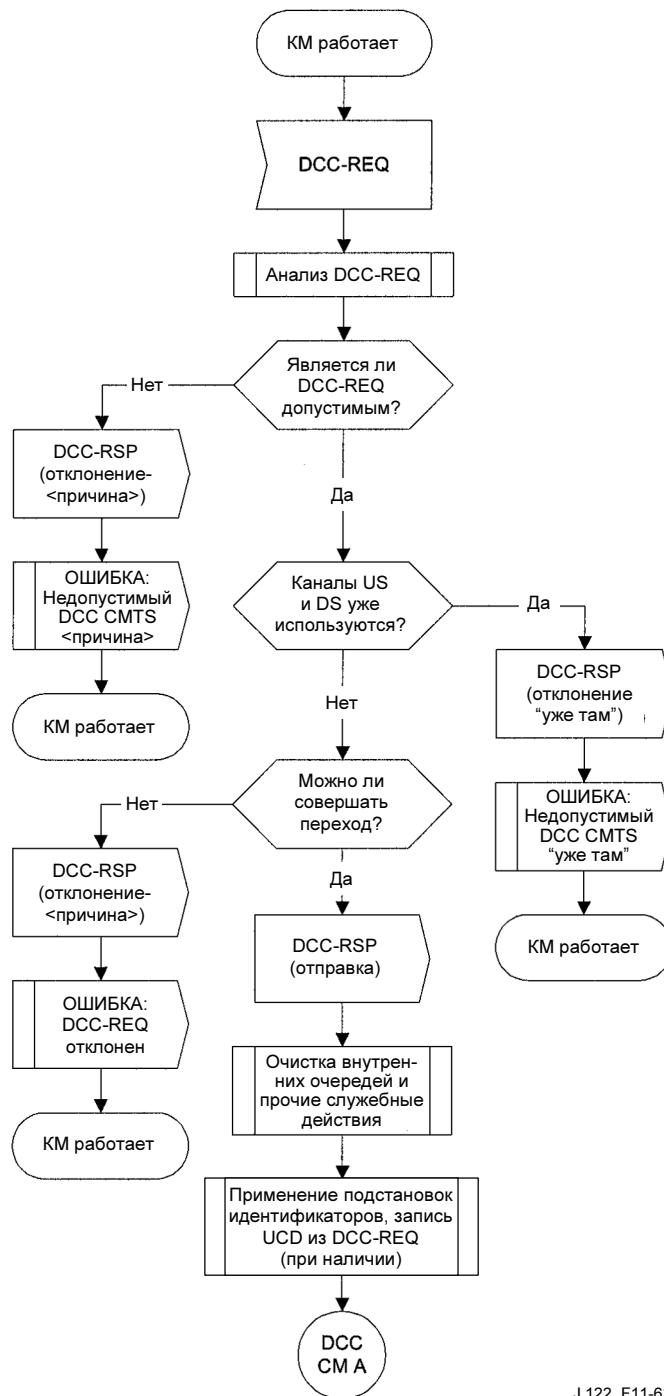 КМ работает
DCC-REQ
Анализ DCC-REQ
Является ли
DCC-REQ
допустимым?
Нет
Да
DCC-RSP
(отклонение-
<причина>)
ОШИБКА:
Недопустимый
DCC CMTS
<причина>
КМ работает
Каналы US
и DS уже
используются?
Да
Нет
DCC-RSP
(отклонение
“уже там”)
ОШИБКА:
Недопустимый
DCC CMTS
“уже там”
КМ работает
Можно ли
совершать
переход?
Нет
Да
DCC-RSP
(отклонение-
<причина>)
ОШИБКА:
DCC-REQ
отклонен
КМ работает
DCC-RSP
(отправка)
Очистка внутрен-
них очередей и
прочие служебные
действия
Применение подстановок
идентификаторов, запись
UCD из DCC-REQ
(при наличии)
DCC
CM A